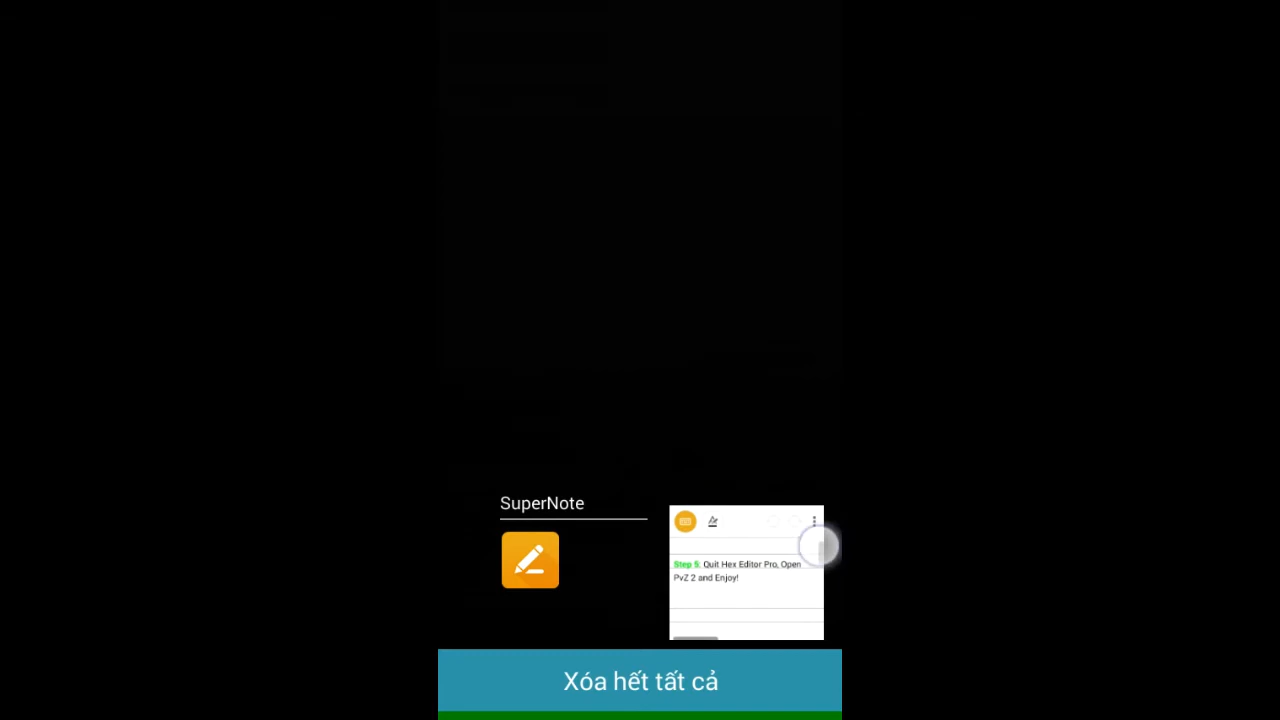 SuperNote
Step 5: Quit Hex Editor Pro, Open
PvZ 2 and Enjoy!
Xóa hết tất cả